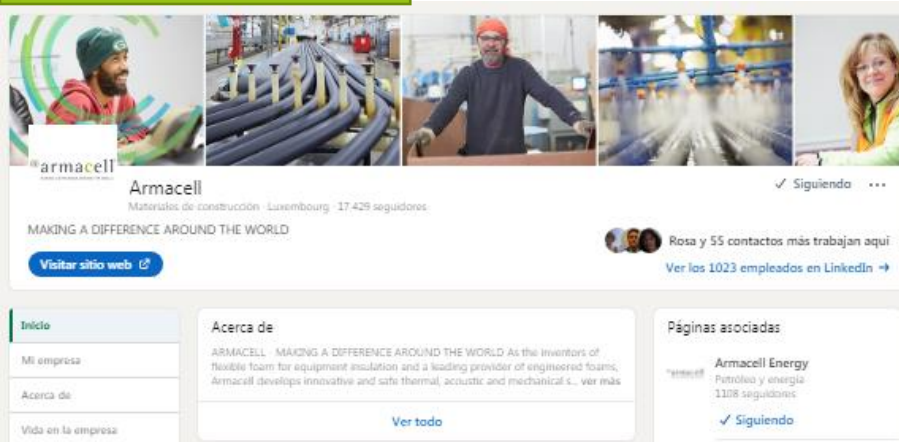 armacell
Armacell
Materiales de construcción · Luxembourg · 17.429 seguidores
✓ Siguiendo ...
MAKING A DIFFERENCE AROUND THE WORLD
Visitar sitio web
Rosa y 55 contactos más trabajan aquí
Ver los 1023 empleados en LinkedIn →
Inicio
Mi empresa
Acerca de
Vida en la empresa
Acerca de
ARMACELL - MAKING A DIFFERENCE AROUND THE WORLD As the inventors of
flexible foam for equipment insulation and a leading provider of engineered foams,
Armacell develops innovative and safe thermal, acoustic and mechanical s... ver más
Ver todo
Páginas asociadas
armacell
Armacell Energy
Petróleo y energía
1108 seguidores
✓ Siguiendo